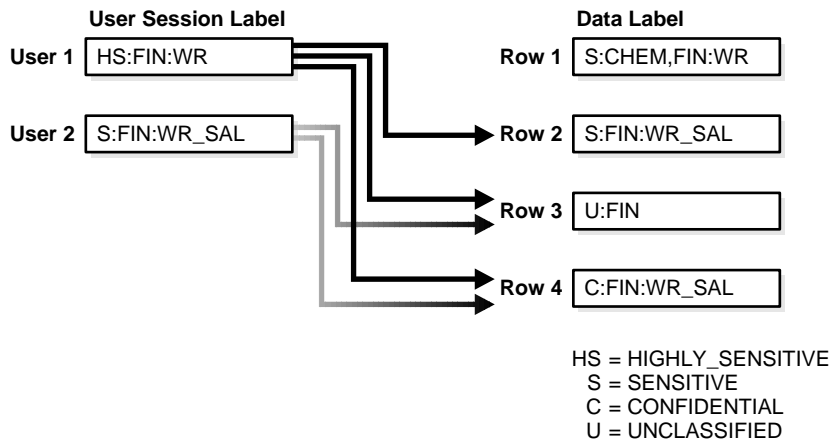 User Session Label
Data Label
User 1
HS:FIN:WR
Row 1
S:CHEM,FIN:WR
User 2
S:FIN:WR_SAL
Row 2
S:FIN:WR_SAL
Row 3
U:FIN
Row 4
C:FIN:WR_SAL
HS = HIGHLY_SENSITIVE
S = SENSITIVE
C = CONFIDENTIAL
U = UNCLASSIFIED